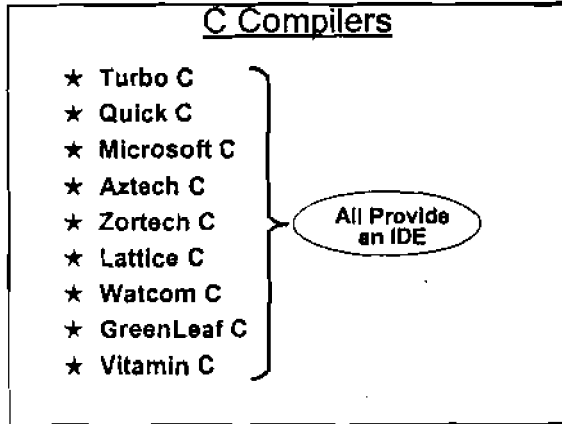 C Compilers
★ Turbo C
★ Quick C
★ Microsoft C
★ Aztech C
★ Zortech C
★ Lattice C
★ Watcom C
★ GreenLeaf C
★ Vitamin C
All Provide
an IDE